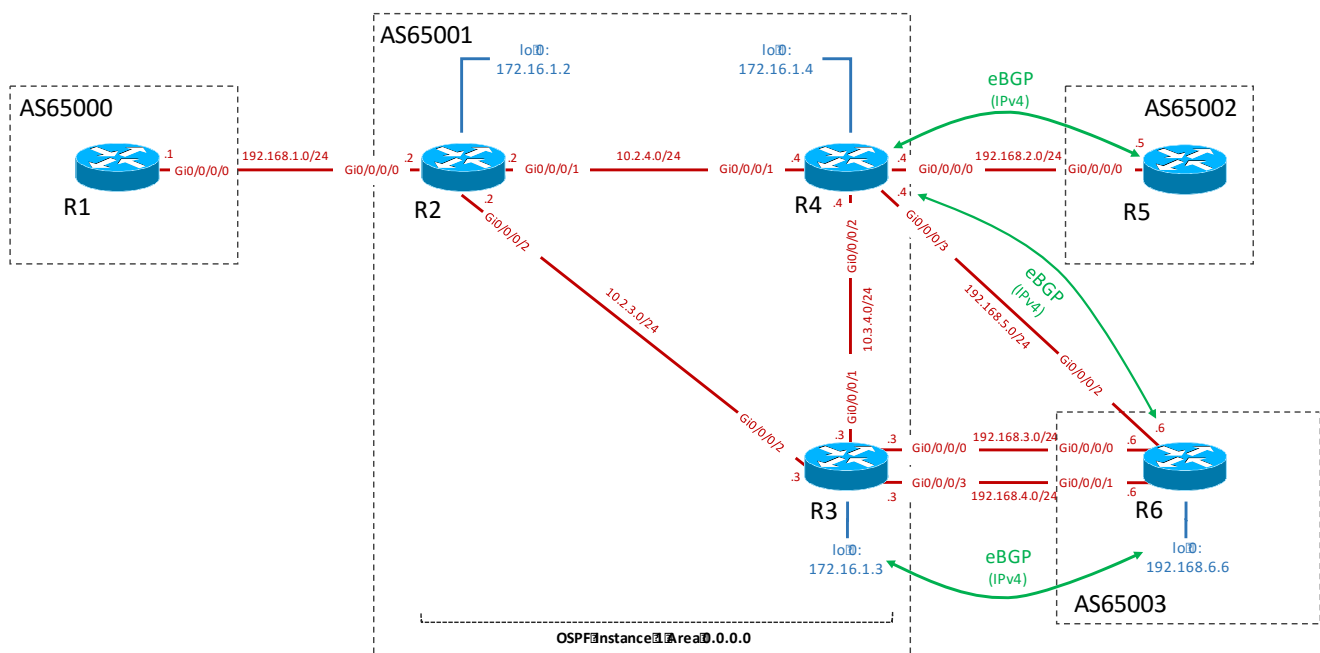 AS65001
lo 0:
172.16.1.2
lo 0:
172.16.1.4
eBGP
(IPv4)
AS65000
AS65002
.1
Gi0/0/0/0
192.168.1.0/24
Gi0/0/0/0
.2
.2
Gi0/0/0/1
10.2.4.0/24
Gi0/0/0/1
.4
.4
Gi0/0/0/0
192.168.2.0/24
Gi0/0/0/0
.5
R1
R2
.2
R4
.4
.4
R5
Gi0/0/0/2
Gi0/0/0/2
Gi0/0/0/3
eBGP
(IPv4)
10.2.3.0/24
10.3.4.0/24
192.168.5.0/24
Gi0/0/0/2
Gi0/0/0/1
Gi0/0/0/2
.3
.3
.3
Gi0/0/0/0
192.168.3.0/24
Gi0/0/0/0
.6
.6
.3
Gi0/0/0/3
192.168.4.0/24
Gi0/0/0/1
.6
R3
R6
lo 0:
172.16.1.3
eBGP
(IPv4)
lo 0:
192.168.6.6
AS65003
OSPF Instance 1 Area 0.0.0.0